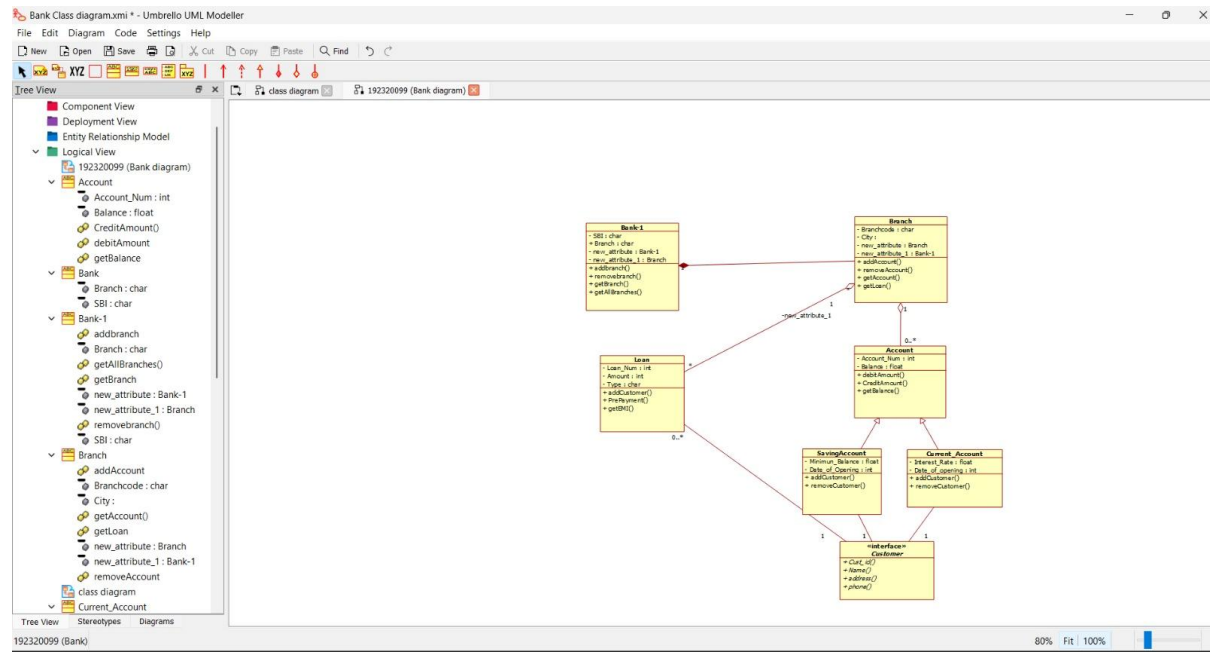 Bank Class diagram.xmi * - Umbrello UML Modeller
File Edit Diagram Code Settings Help
New Open Save Cut Copy Paste Find
XYZ
Tree View
class diagram
192320099 (Bank diagram)
Component View
Deployment View
Entity Relationship Model
Logical View
192320099 (Bank diagram)
Account
Account_Num : int
Balance : float
CreditAmount()
debitAmount
getBalance
Bank
Branch : char
SBI : char
Bank-1
addbranch
Branch : char
getAllBranches()
getBranch
new_attribute : Bank-1
new_attribute_1 : Branch
removebranch()
SBI : char
Branch
addAccount
Branchcode : char
City :
getAccount()
getLoan
new_attribute : Branch
new_attribute_1 : Bank-1
removeAccount
class diagram
Current_Account
Tree View Stereotypes Diagrams
192320099 (Bank)
80% Fit 100%
Bank-1
- SBI : char
+ Branch : char
- new_attribute : Bank-1
- new_attribute_1 : Branch
+ addbranch()
+ removebranch()
+ getBranch()
+ getAllBranches()
Branch
- Branchcode : char
- City :
- new_attribute : Branch
- new_attribute_1 : Bank-1
+ addAccount()
+ removeAccount()
+ getAccount()
+ getLoan()
1
-new_attribute_1
*
1
0..*
Loan
- Loan_Num : int
- Amount : int
- Type : char
+ addCustomer()
+ PrePayment()
+ getEMI()
0..*
Account
- Account_Num : int
- Balance : float
+ debitAmount()
+ CreditAmount()
+ getBalance()
SavingAccount
- Minimun_Balance : float
- Date_of_Opening : int
+ addCustomer()
+ removeCustomer()
Current_Account
- Interest_Rate : float
- Date_of_opening : int
+ addCustomer()
+ removeCustomer()
1
1
1
«interface»
Customer
+ Cust_id()
+ Name()
+ address()
+ phone()